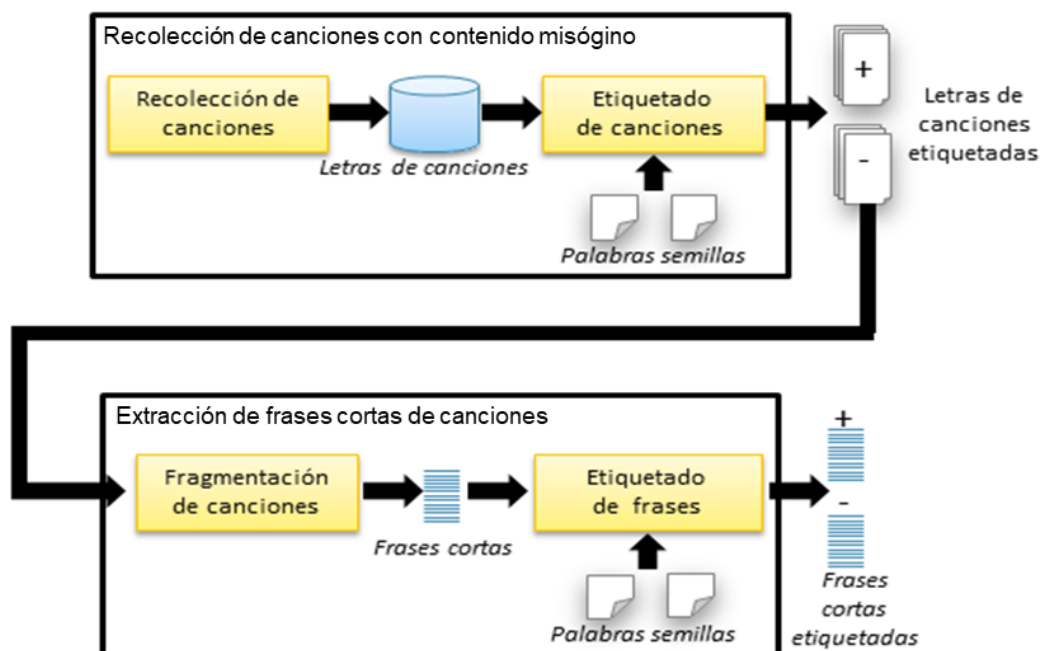 Recolección de canciones con contenido misógino
Recolección de
canciones
Letras de canciones
Etiquetado
de canciones
Palabras semillas
+
-
Letras de
canciones
etiquetadas
Extracción de frases cortas de canciones
Fragmentación
de canciones
Frases cortas
Etiquetado
de frases
Palabras semillas
+
-
Frases
cortas
etiquetadas